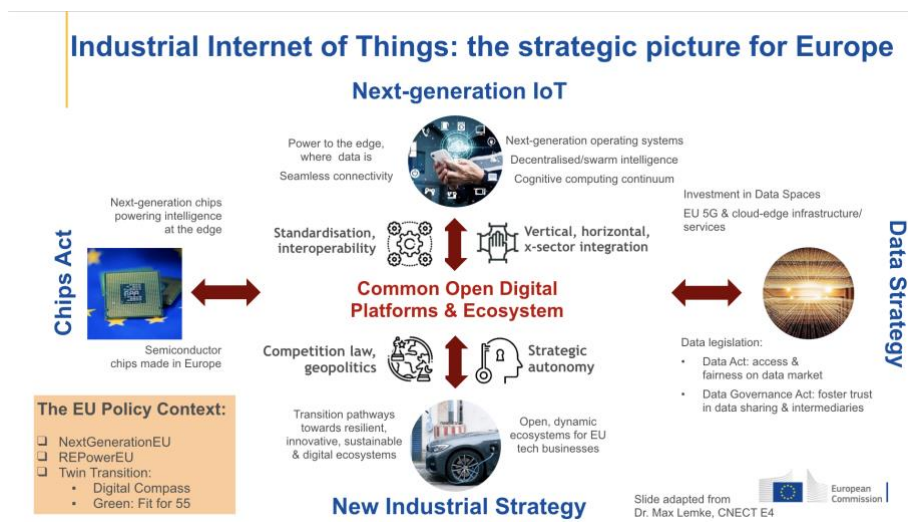 Industrial Internet of Things: the strategic picture for Europe
Next-generation IoT
Power to the edge,
where data is
Seamless connectivity
Next-generation operating systems
Decentralised/swarm intelligence
Cognitive computing continuum
Next-generation chips
powering intelligence
at the edge
Investment in Data Spaces
EU 5G & cloud-edge infrastructure/
services
Standardisation,
interoperability
Vertical, horizontal,
x-sector integration
Chips Act
Common Open Digital
Platforms & Ecosystem
Data Strategy
Semiconductor
chips made in Europe
Competition law,
geopolitics
Strategic
autonomy
Data legislation:
• Data Act: access &
fairness on data market
• Data Governance Act: foster trust
in data sharing & intermediaries
The EU Policy Context:
❑ NextGenerationEU
❑ REPowerEU
❑ Twin Transition:
• Digital Compass
• Green: Fit for 55
Transition pathways
towards resilient,
innovative, sustainable
& digital ecosystems
Open, dynamic
ecosystems for EU
tech businesses
New Industrial Strategy
Slide adapted from
Dr. Max Lemke, CNECT E4
European
Commission